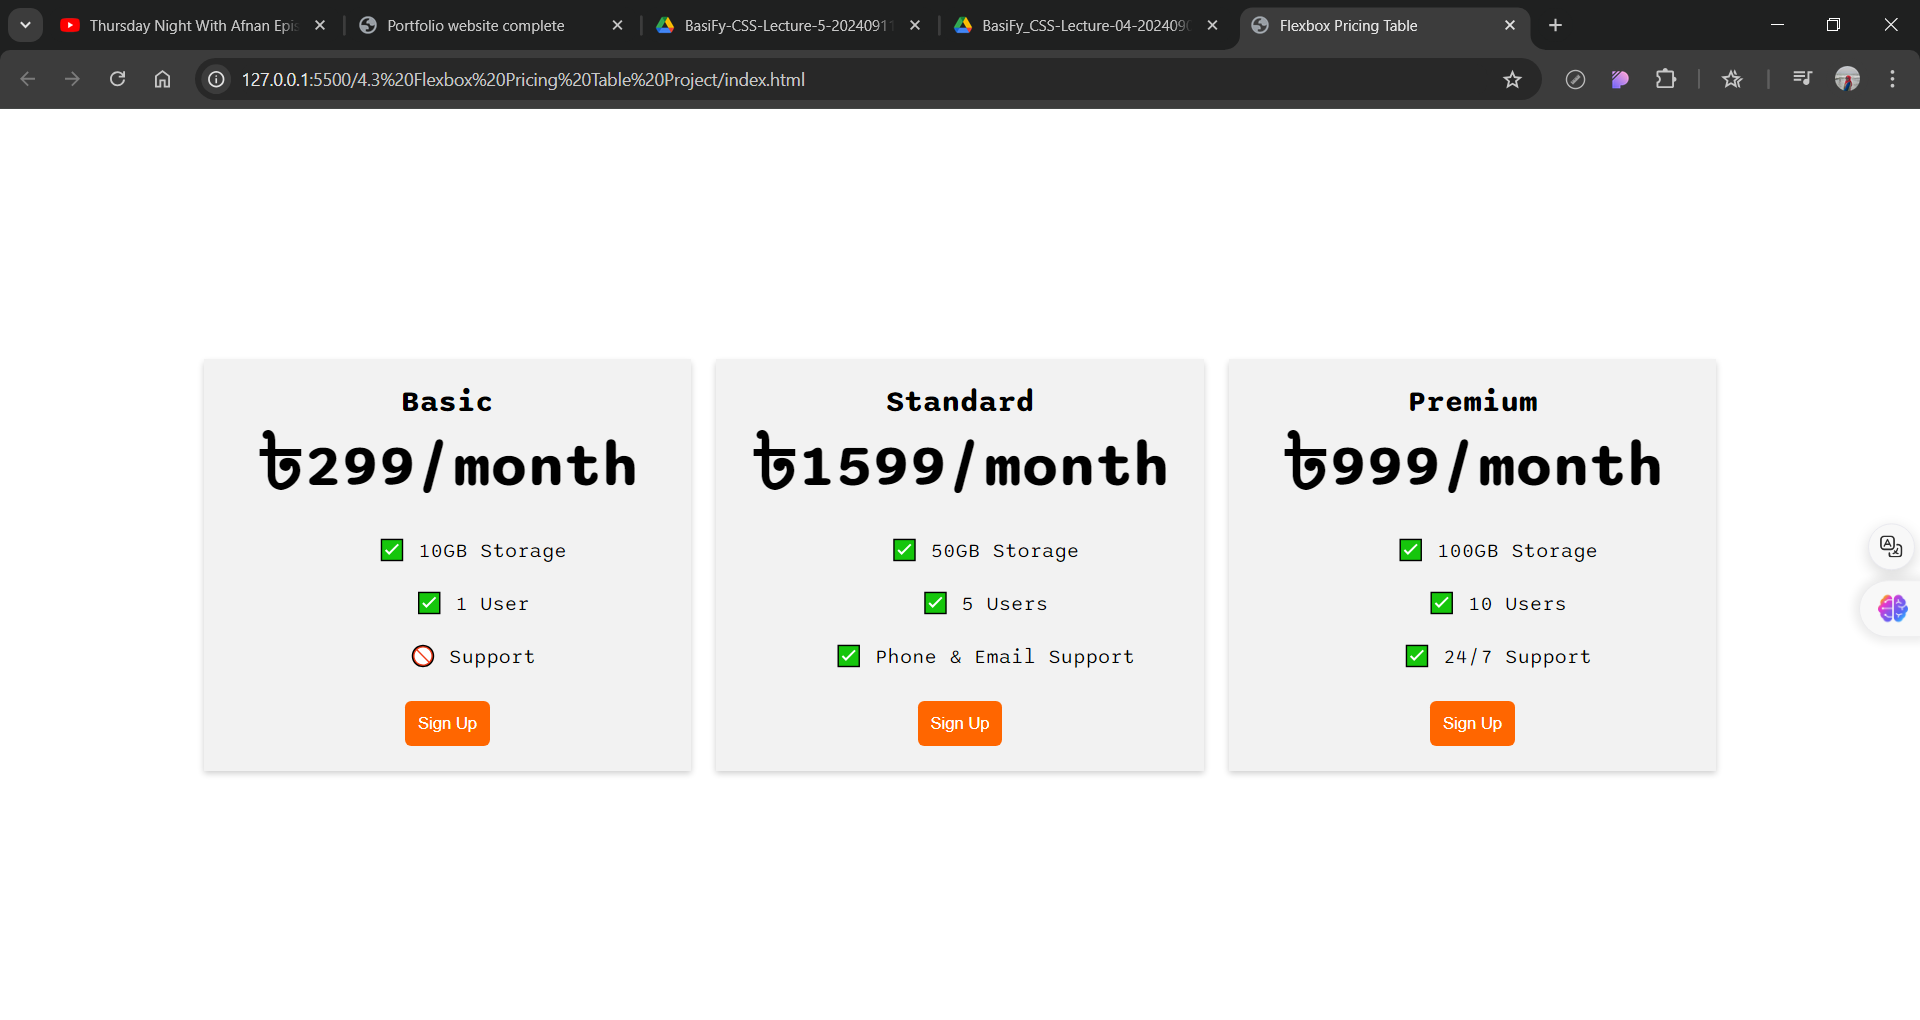 Thursday Night With Afnan Epis
Portfolio website complete
BasiFy-CSS-Lecture-5-2024091
BasiFy_CSS-Lecture-04-202409
Flexbox Pricing Table
127.0.0.1:5500/4.3%20Flexbox%20Pricing%20Table%20Project/index.html
Basic
৳299/month
✅ 10GB Storage
✅ 1 User
🚫 Support
Sign Up
Standard
৳1599/month
✅ 50GB Storage
✅ 5 Users
✅ Phone & Email Support
Sign Up
Premium
৳999/month
✅ 100GB Storage
✅ 10 Users
✅ 24/7 Support
Sign Up